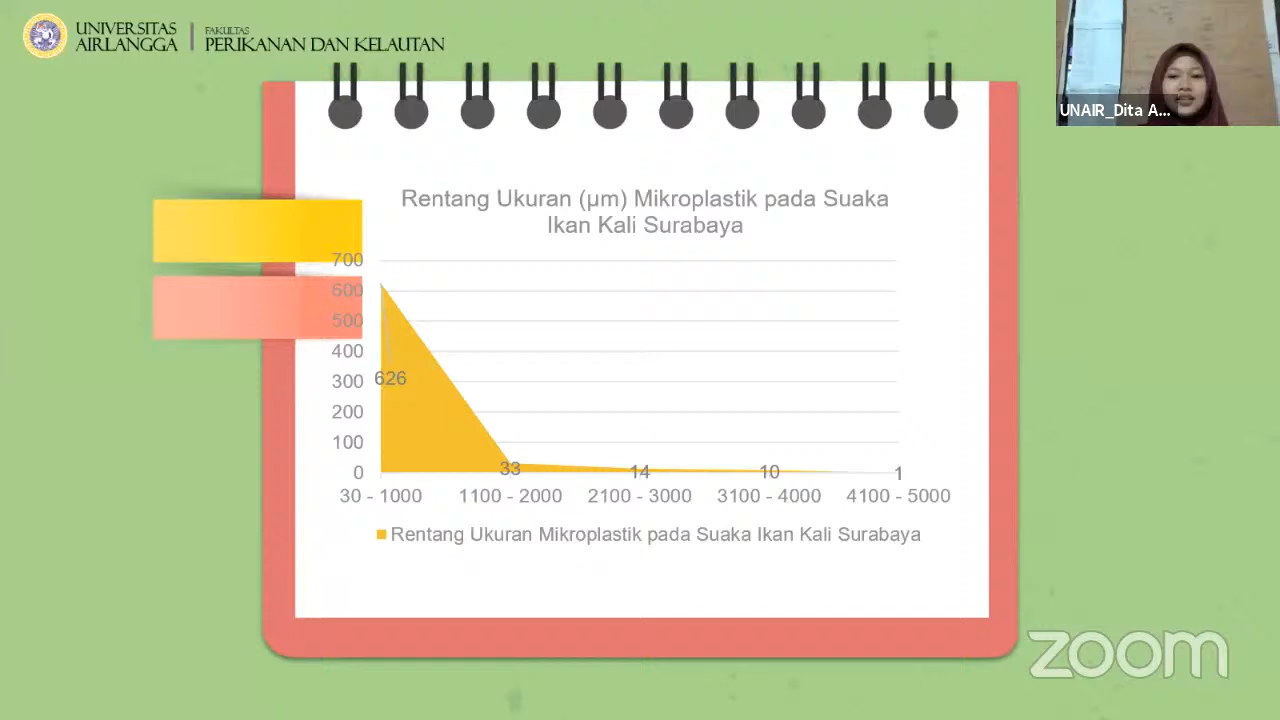 UNIVERSITAS
AIRLANGGA
FAKULTAS
PERIKANAN DAN KELAUTAN
UNAIR_Dita A...
Rentang Ukuran (µm) Mikroplastik pada Suaka
Ikan Kali Surabaya
700
600
500
400
300
200
100
0
626
33
14
10
1
30 - 1000
1100 - 2000
2100 - 3000
3100 - 4000
4100 - 5000
Rentang Ukuran Mikroplastik pada Suaka Ikan Kali Surabaya
zoom